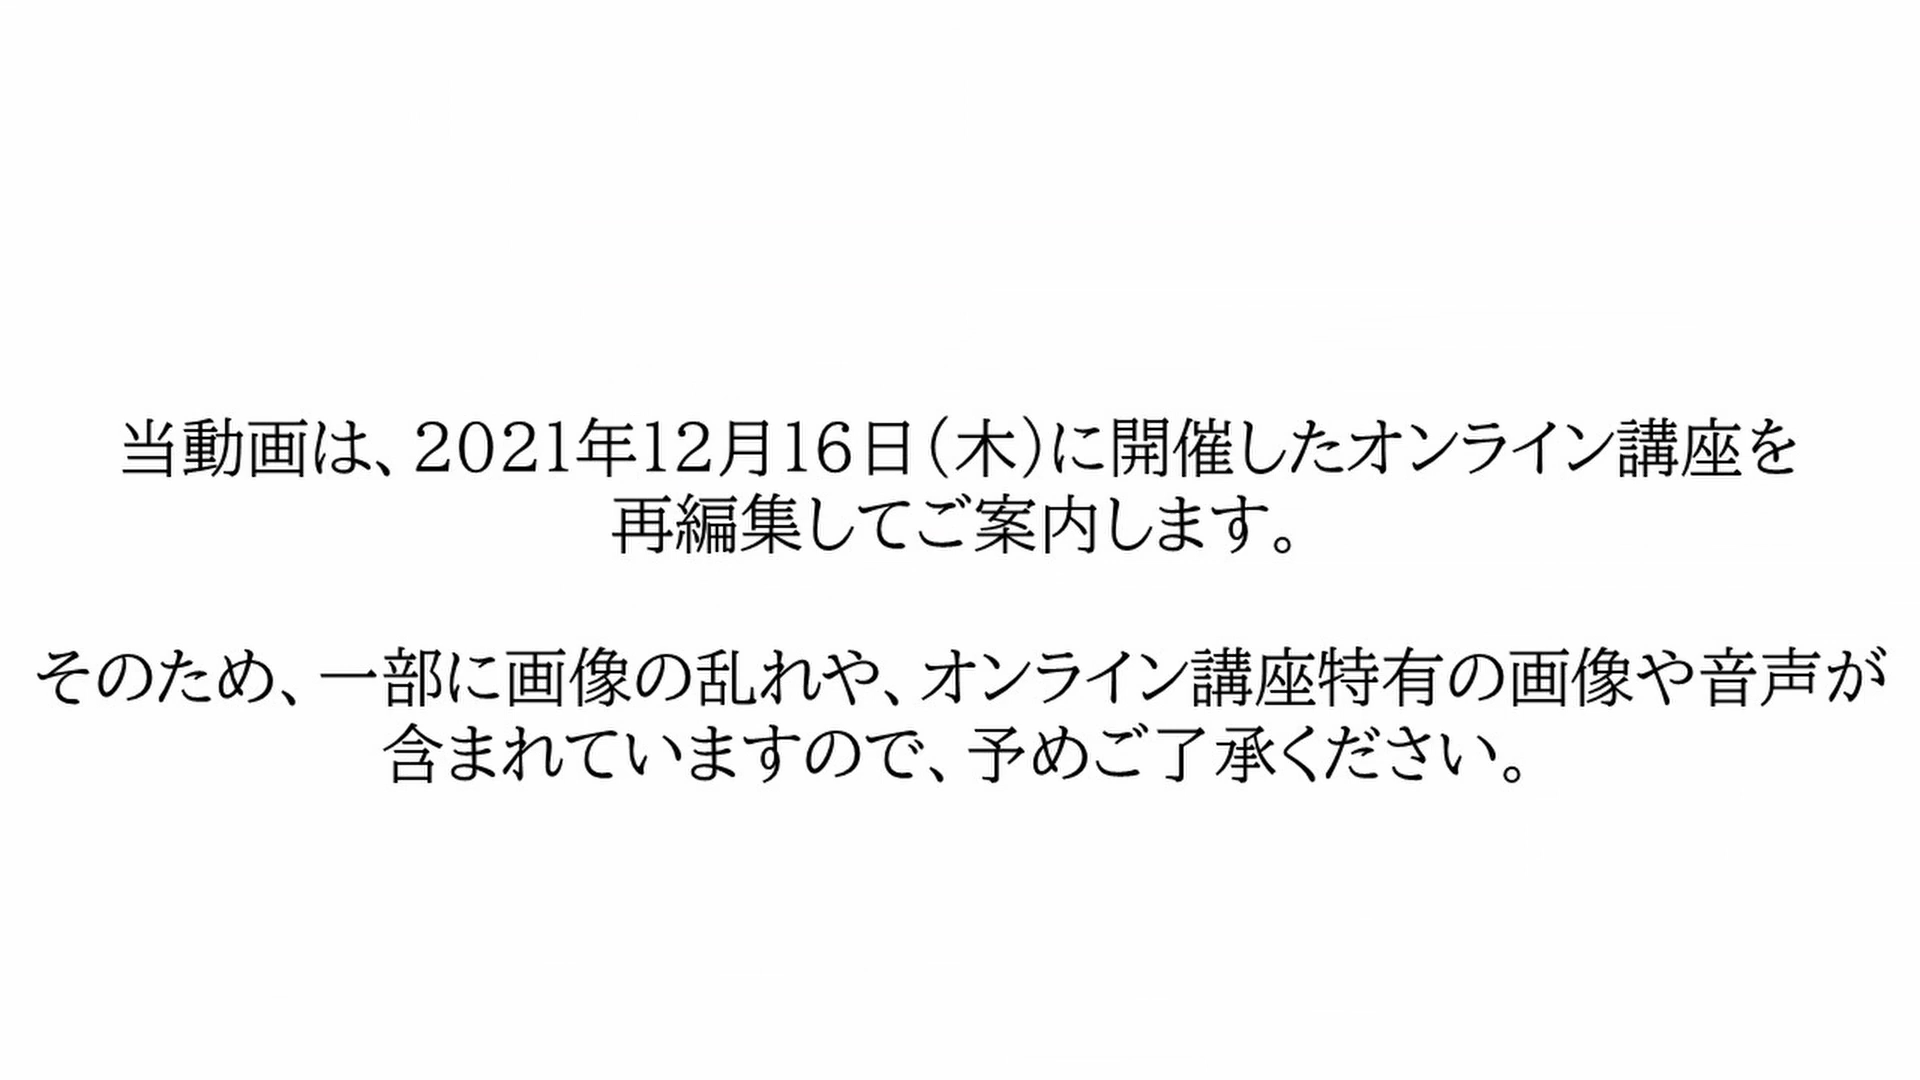 当動画は、2021年12月16日(木)に開催したオンライン講座を
再編集してご案内します。
そのため、一部に画像の乱れや、オンライン講座特有の画像や音声が
含まれていますので、予めご了承ください。